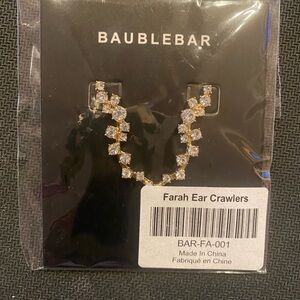 BAUBLEBAR
Farah Ear Crawlers
BAR-FA-001
Made In China
Fabriqué en Chine